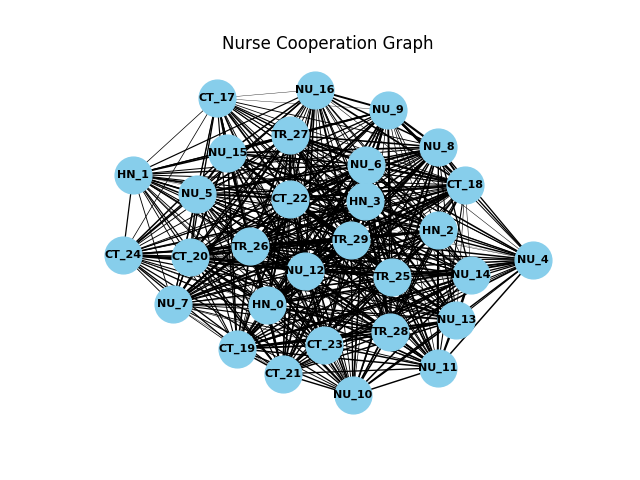 Nurse Cooperation Graph
NU_16
CT_17
NU_9
TR_27
NU_8
NU_15
NU_6
HN_1
CT_18
NU_5
CT_22
HN_3
HN_2
TR_29
TR_26
CT_24
CT_20
NU_4
NU_12
NU_14
TR_25
NU_7
HN_0
NU_13
TR_28
CT_23
CT_19
NU_11
CT_21
NU_10